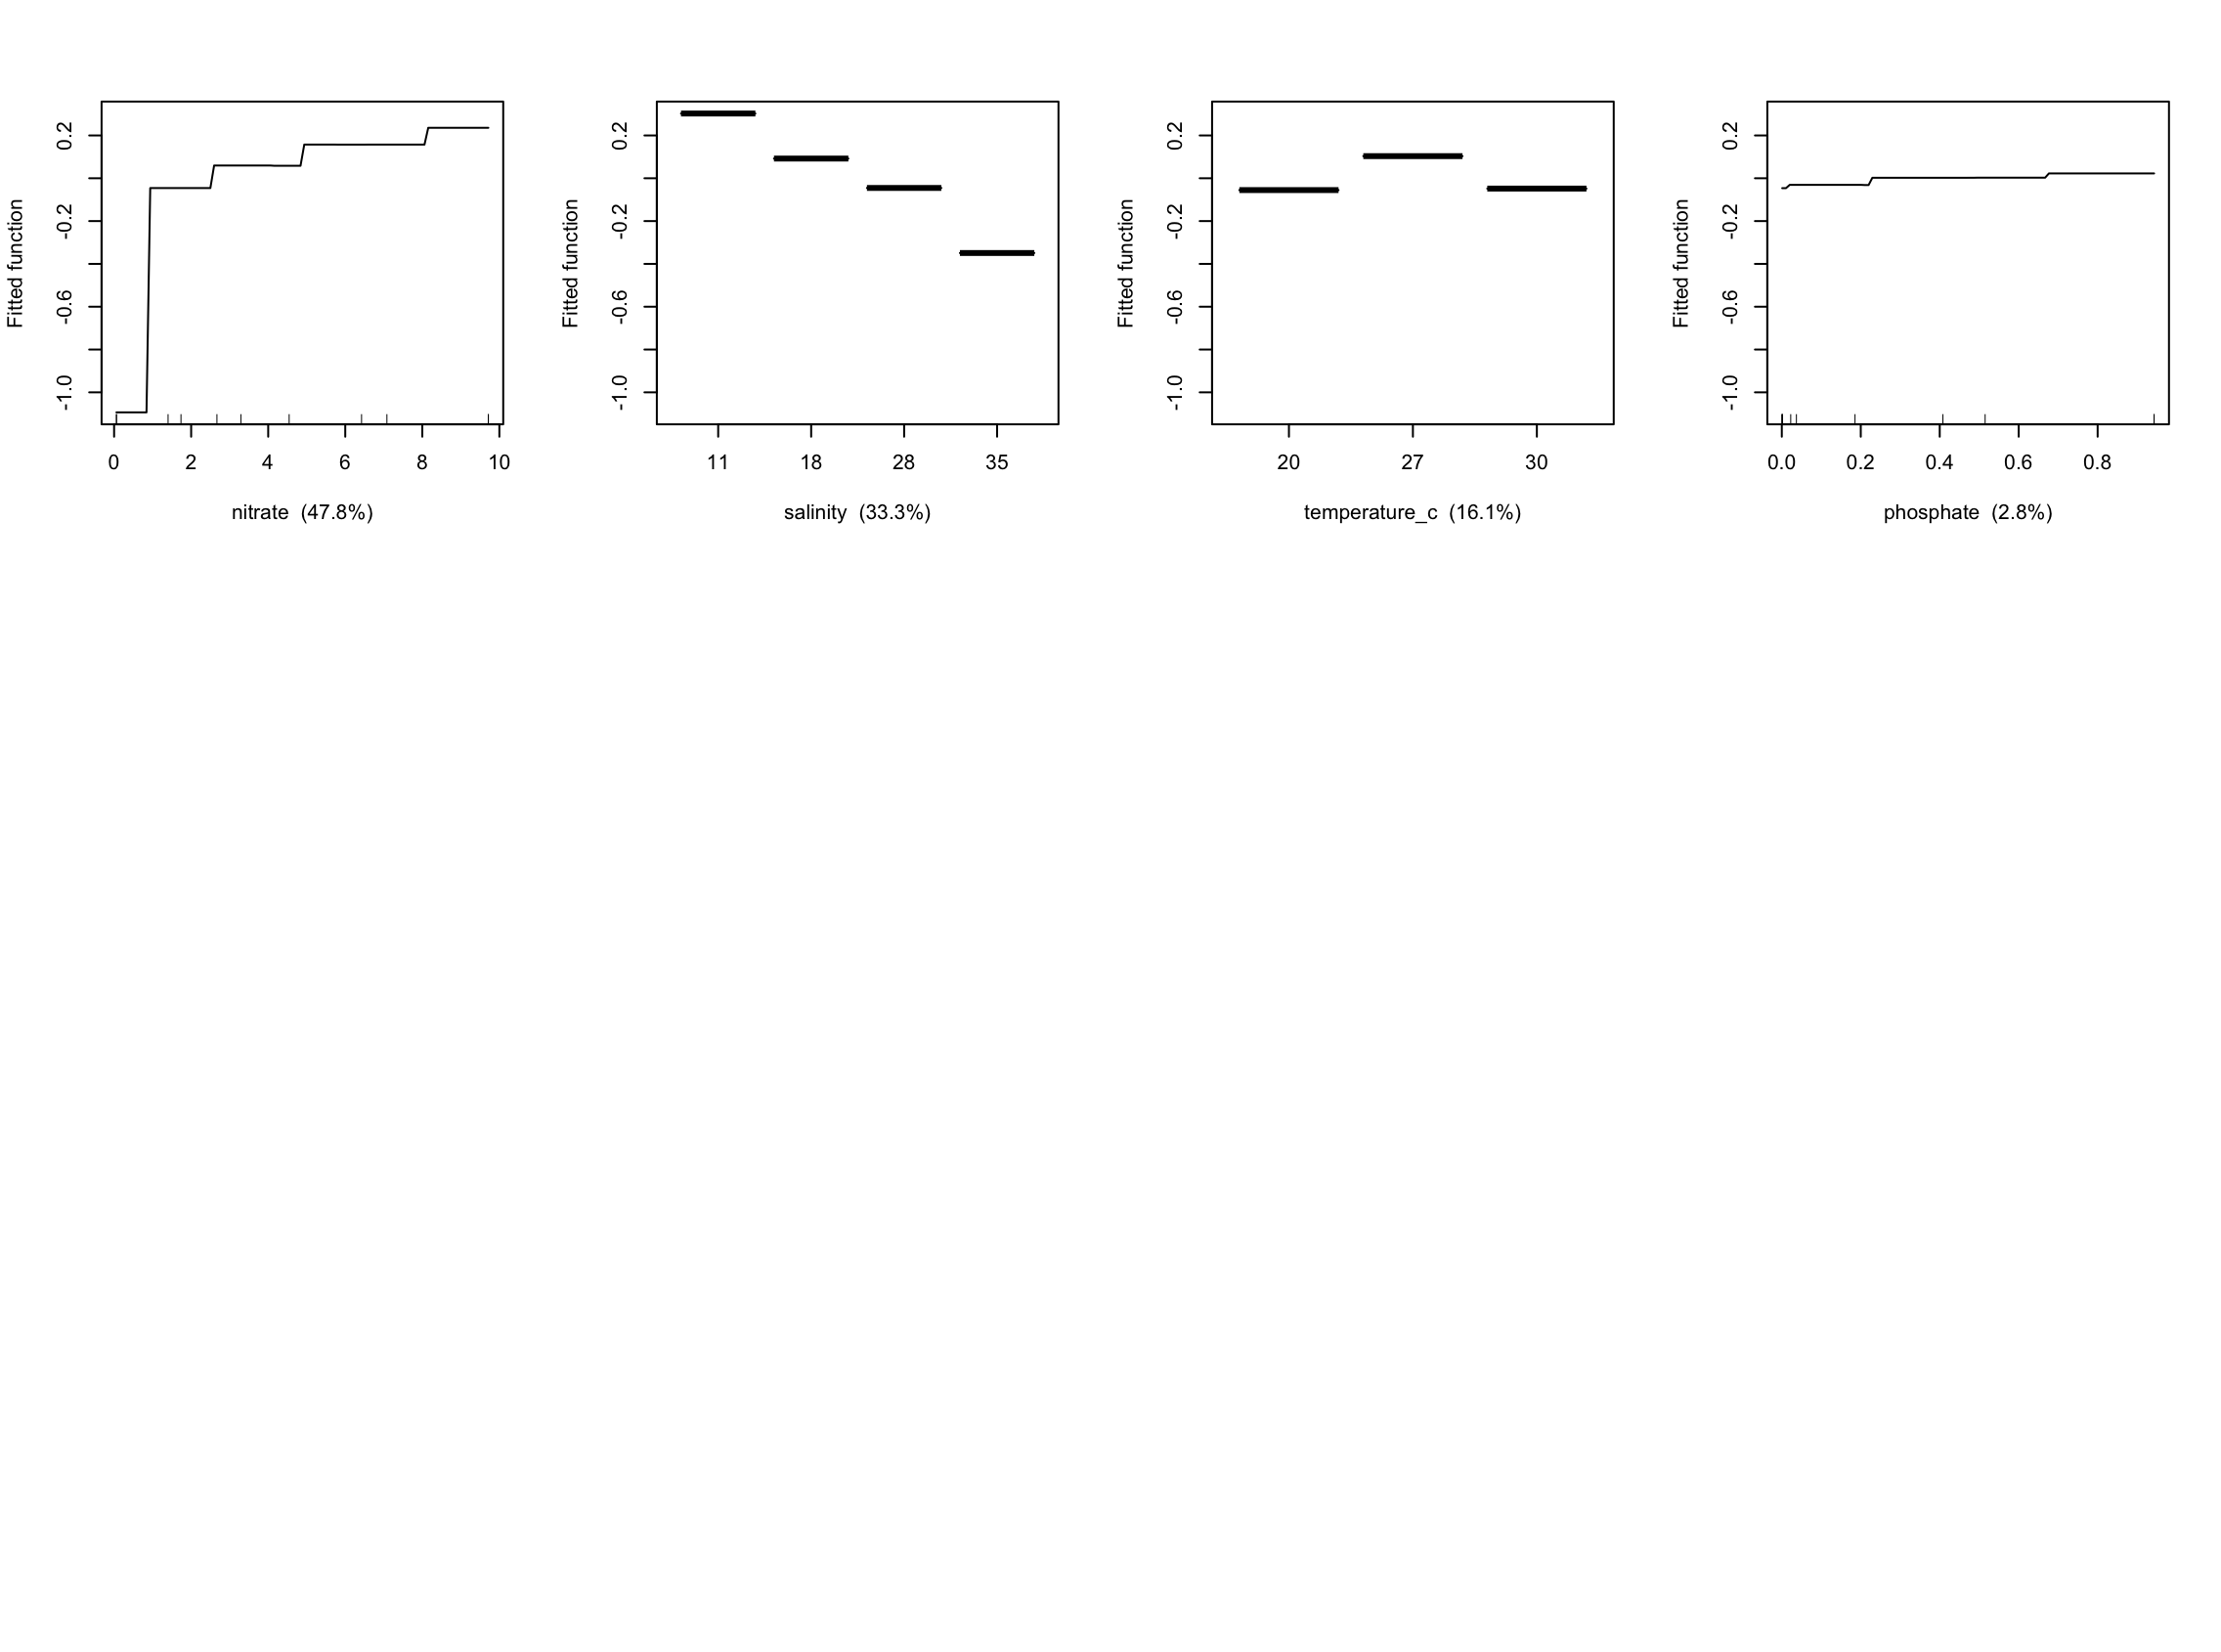 Fitted function
0.2
-0.2
-0.6
-1.0
0 2 4 6 8 10
nitrate (47.8%)
Fitted function
0.2
-0.2
-0.6
-1.0
11 18 28 35
salinity (33.3%)
Fitted function
0.2
-0.2
-0.6
-1.0
20 27 30
temperature_c (16.1%)
Fitted function
0.2
-0.2
-0.6
-1.0
0.0 0.2 0.4 0.6 0.8
phosphate (2.8%)